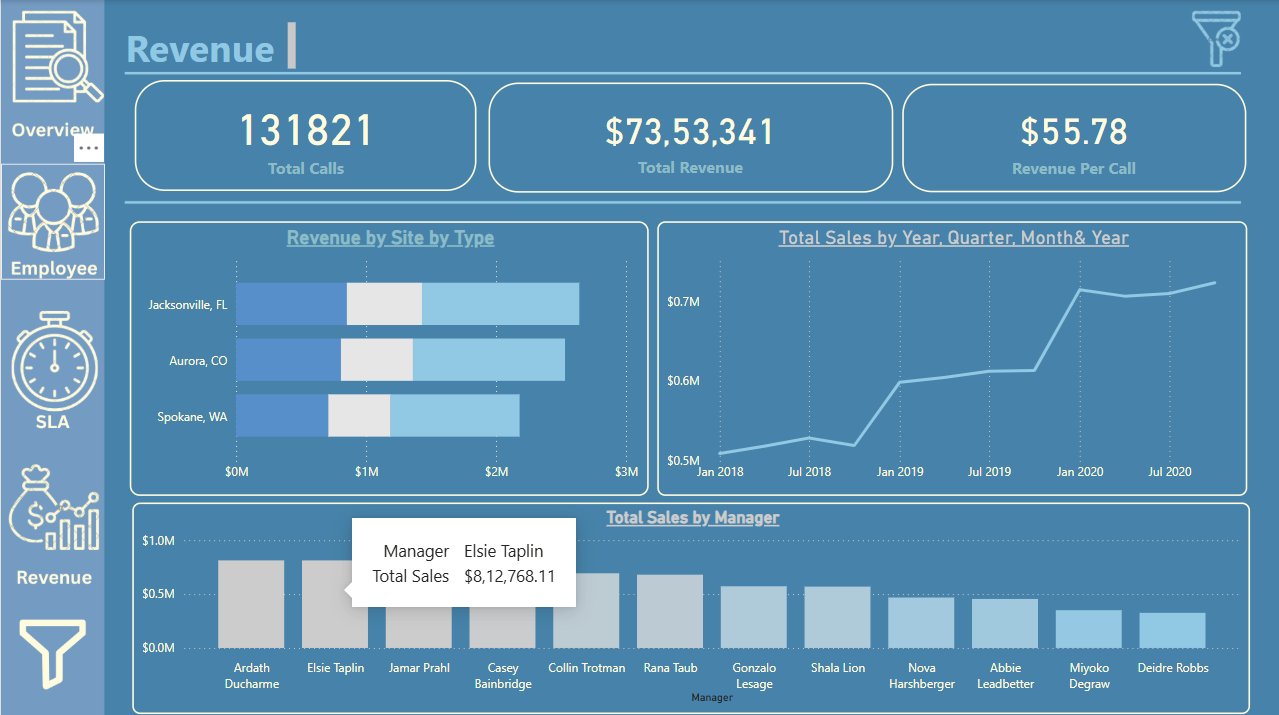 Overview
...
Employee
SLA
$
Revenue
Revenue
131821
Total Calls
$73,53,341
Total Revenue
$55.78
Revenue Per Call
Revenue by Site by Type
Jacksonville, FL
Aurora, CO
Spokane, WA
$0M $1M $2M $3M
Total Sales by Year, Quarter, Month& Year
$0.7M
$0.6M
$0.5M
Jan 2018 Jul 2018 Jan 2019 Jul 2019 Jan 2020 Jul 2020
Total Sales by Manager
$1.0M
$0.5M
$0.0M
Manager Elsie Taplin
Total Sales $8,12,768.11
Ardath Elsie Taplin Jamar Prahl Casey Collin Trotman Rana Taub Gonzalo Shala Lion Nova Abbie Miyoko Deidre Robbs
Ducharme Bainbridge Lesage Harshberger Leadbetter Degraw
Manager